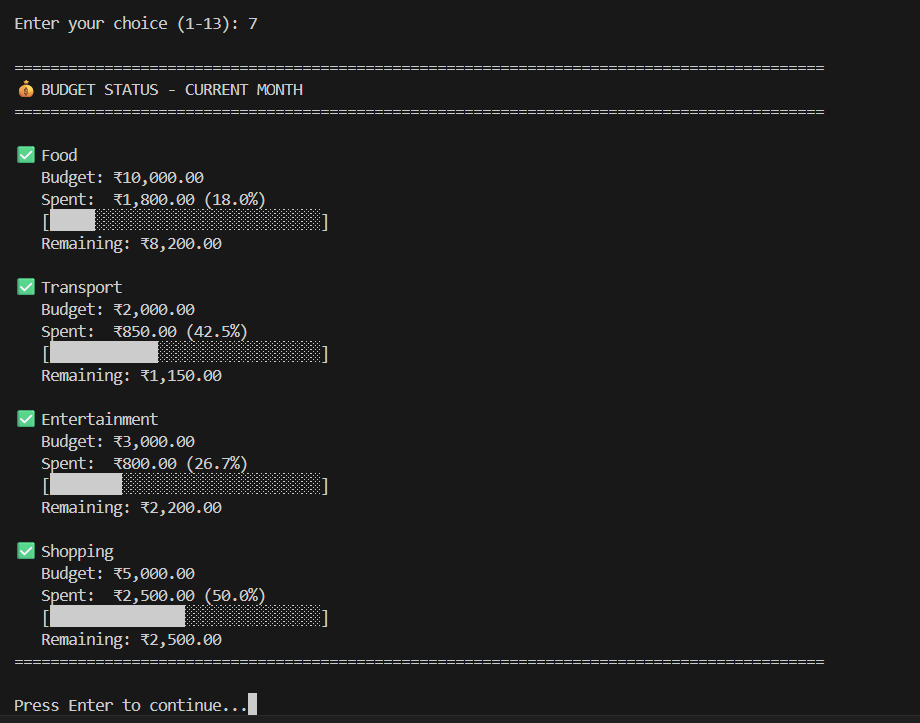 Enter your choice (1-13): 7
==========================================================================================
💰 BUDGET STATUS - CURRENT MONTH
==========================================================================================
✅ Food
Budget: ₹10,000.00
Spent:  ₹1,800.00 (18.0%)
[█████░░░░░░░░░░░░░░░░░░░░░░░░░]
Remaining: ₹8,200.00
✅ Transport
Budget: ₹2,000.00
Spent:  ₹850.00 (42.5%)
[████████████░░░░░░░░░░░░░░░░░░]
Remaining: ₹1,150.00
✅ Entertainment
Budget: ₹3,000.00
Spent:  ₹800.00 (26.7%)
[████████░░░░░░░░░░░░░░░░░░░░░░]
Remaining: ₹2,200.00
✅ Shopping
Budget: ₹5,000.00
Spent:  ₹2,500.00 (50.0%)
[███████████████░░░░░░░░░░░░░░░]
Remaining: ₹2,500.00
==========================================================================================
Press Enter to continue...